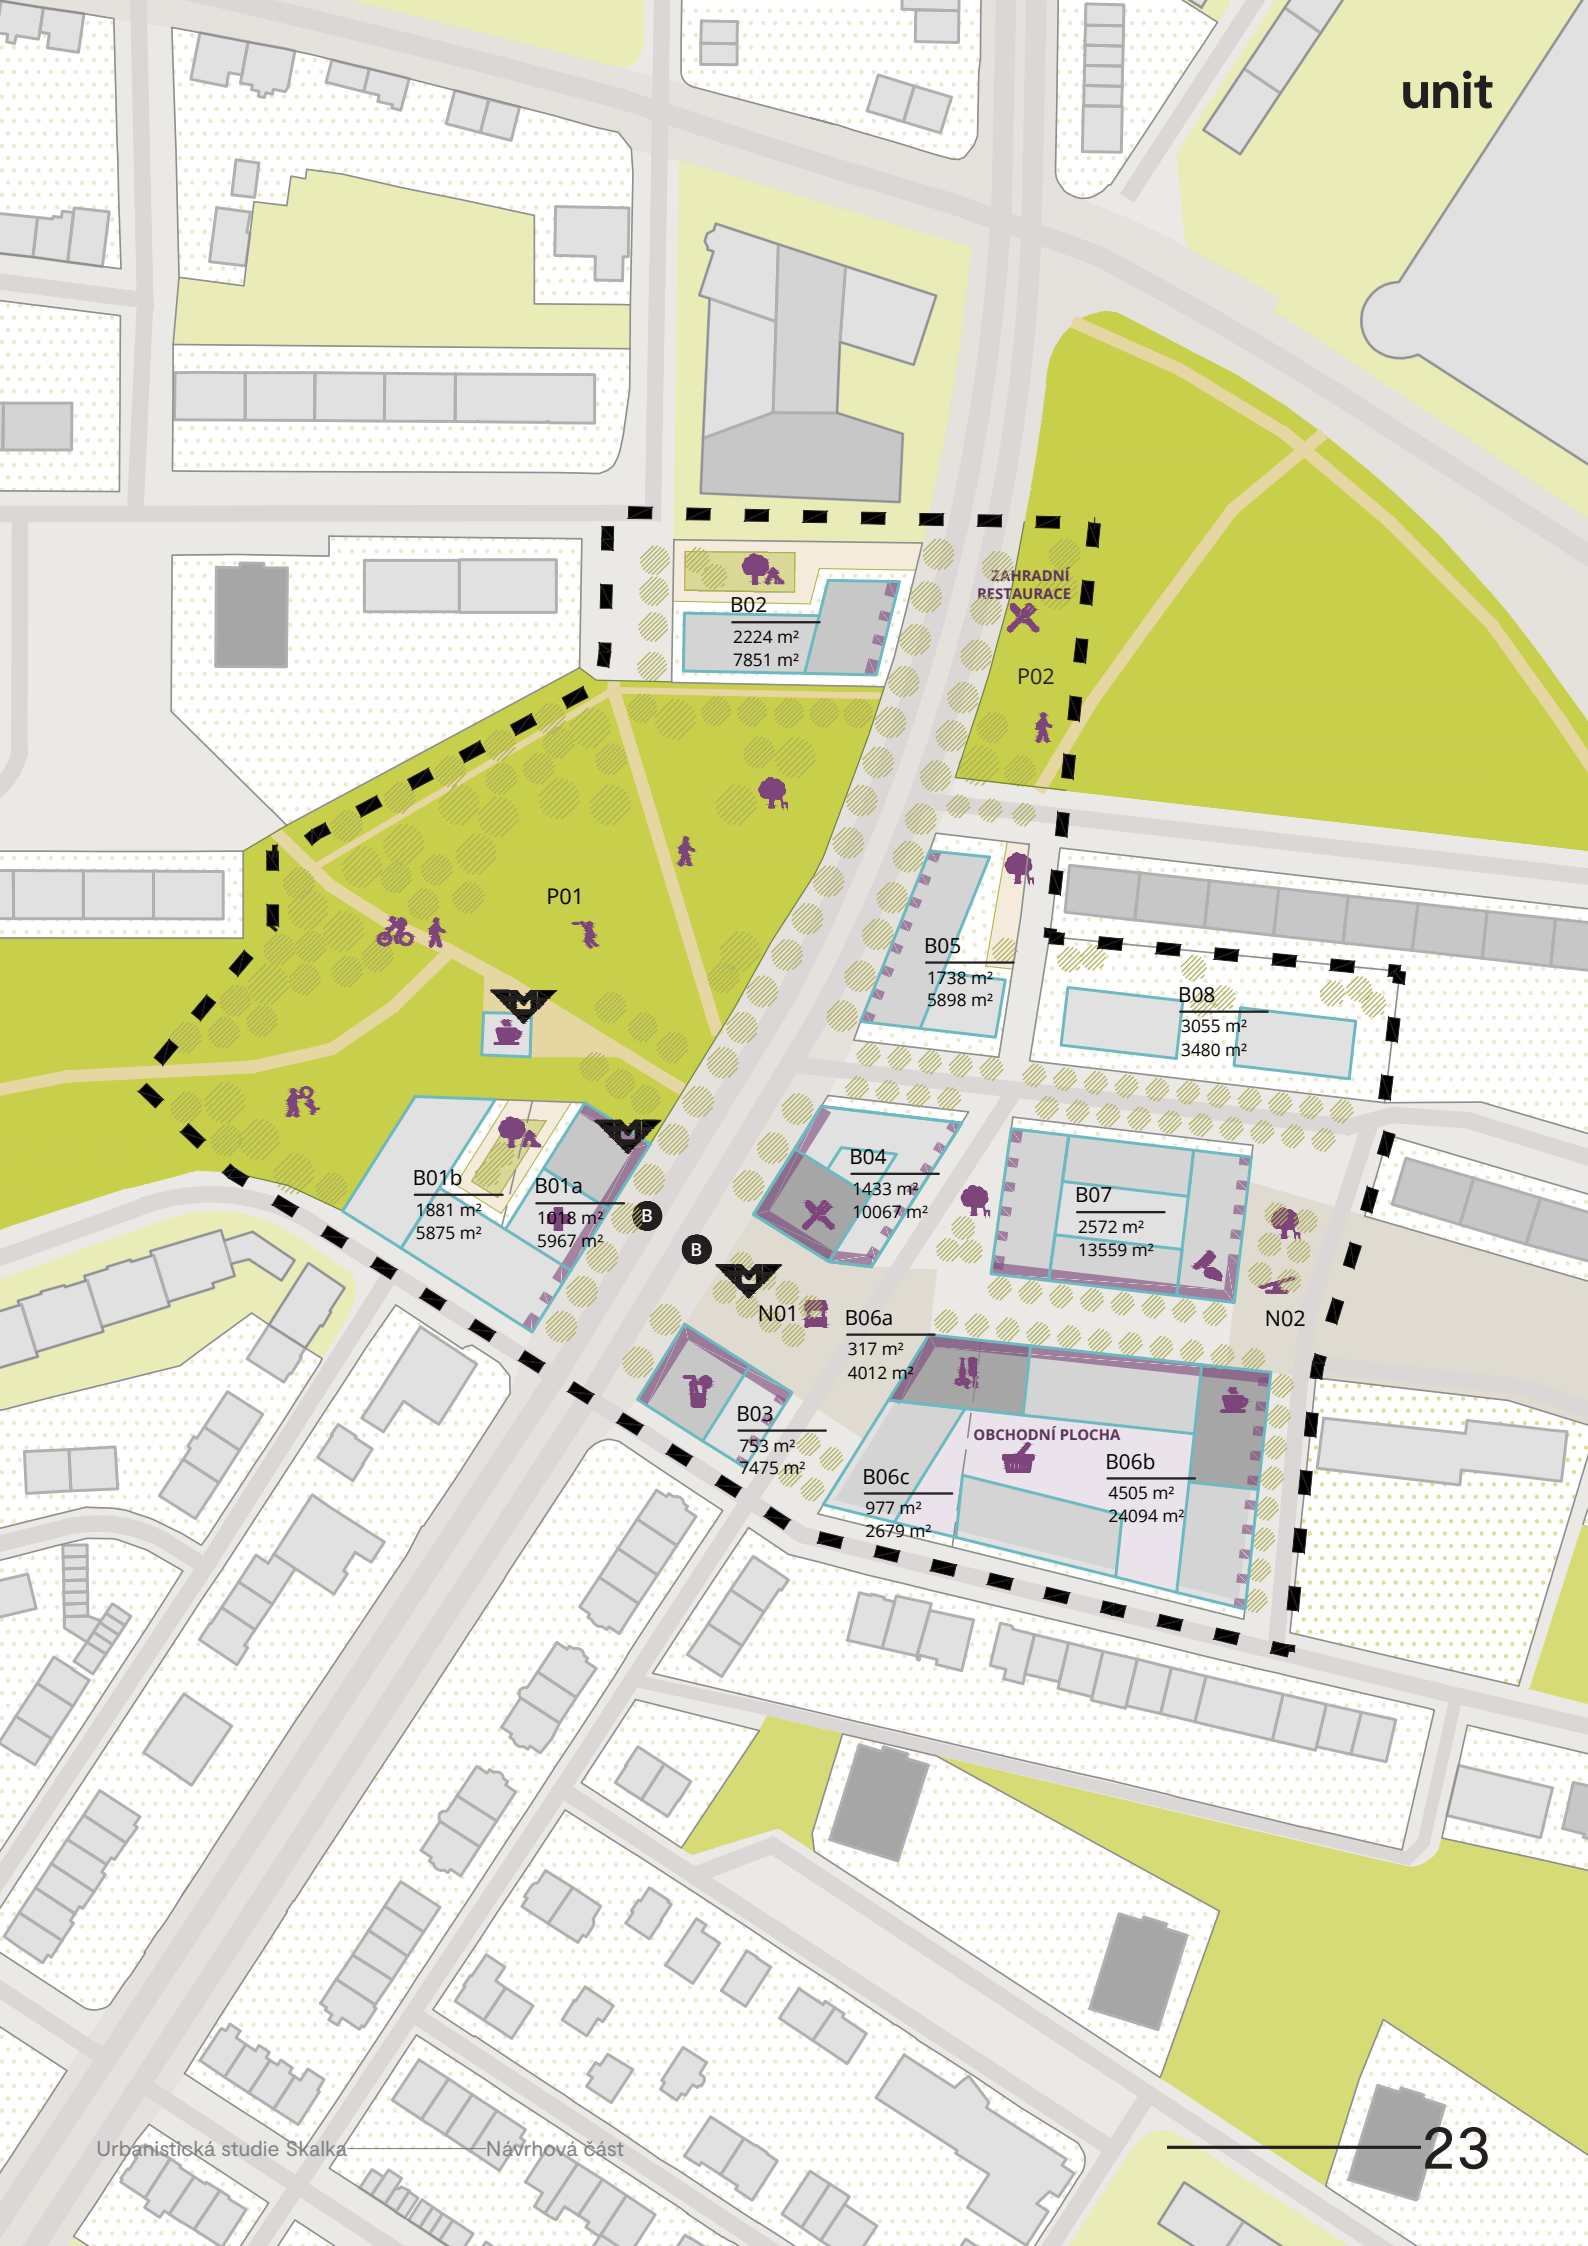 unit
ZAHRADNÍ
RESTAURACE
B02
2224 m²
7851 m²
P02
P01
B05
1738 m²
5898 m²
B08
3055 m²
3480 m²
B04
1433 m²
10067 m²
B01b
1881 m²
5875 m²
B01a
1018 m²
5967 m²
B
B
B07
2572 m²
13559 m²
N01
B06a
317 m²
4012 m²
N02
B03
753 m²
7475 m²
OBCHODNÍ PLOCHA
B06b
4505 m²
24094 m²
B06c
977 m²
2679 m²
Urbanistická studie Skalka
Návrhová část
23